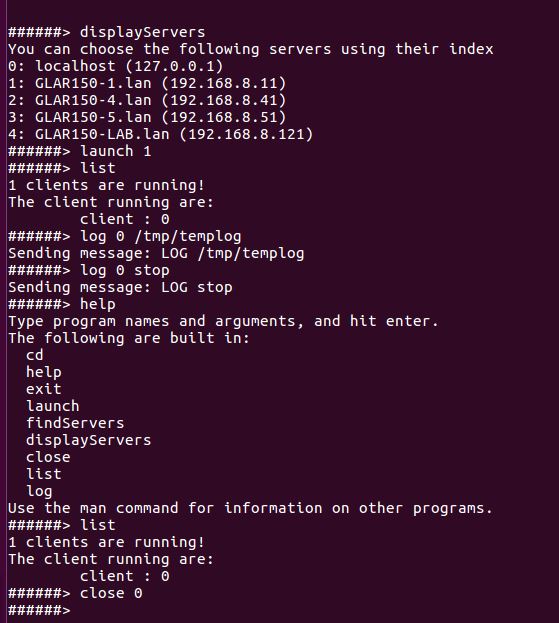 ######> displayServers
You can choose the following servers using their index
0: localhost (127.0.0.1)
1: GLAR150-1.lan (192.168.8.11)
2: GLAR150-4.lan (192.168.8.41)
3: GLAR150-5.lan (192.168.8.51)
4: GLAR150-LAB.lan (192.168.8.121)
######> launch 1
######> list
1 clients are running!
The client running are:
        client : 0
######> log 0 /tmp/templog
Sending message: LOG /tmp/templog
######> log 0 stop
Sending message: LOG stop
######> help
Type program names and arguments, and hit enter.
The following are built in:
  cd
  help
  exit
  launch
  findServers
  displayServers
  close
  list
  log
Use the man command for information on other programs.
######> list
1 clients are running!
The client running are:
        client : 0
######> close 0
######>